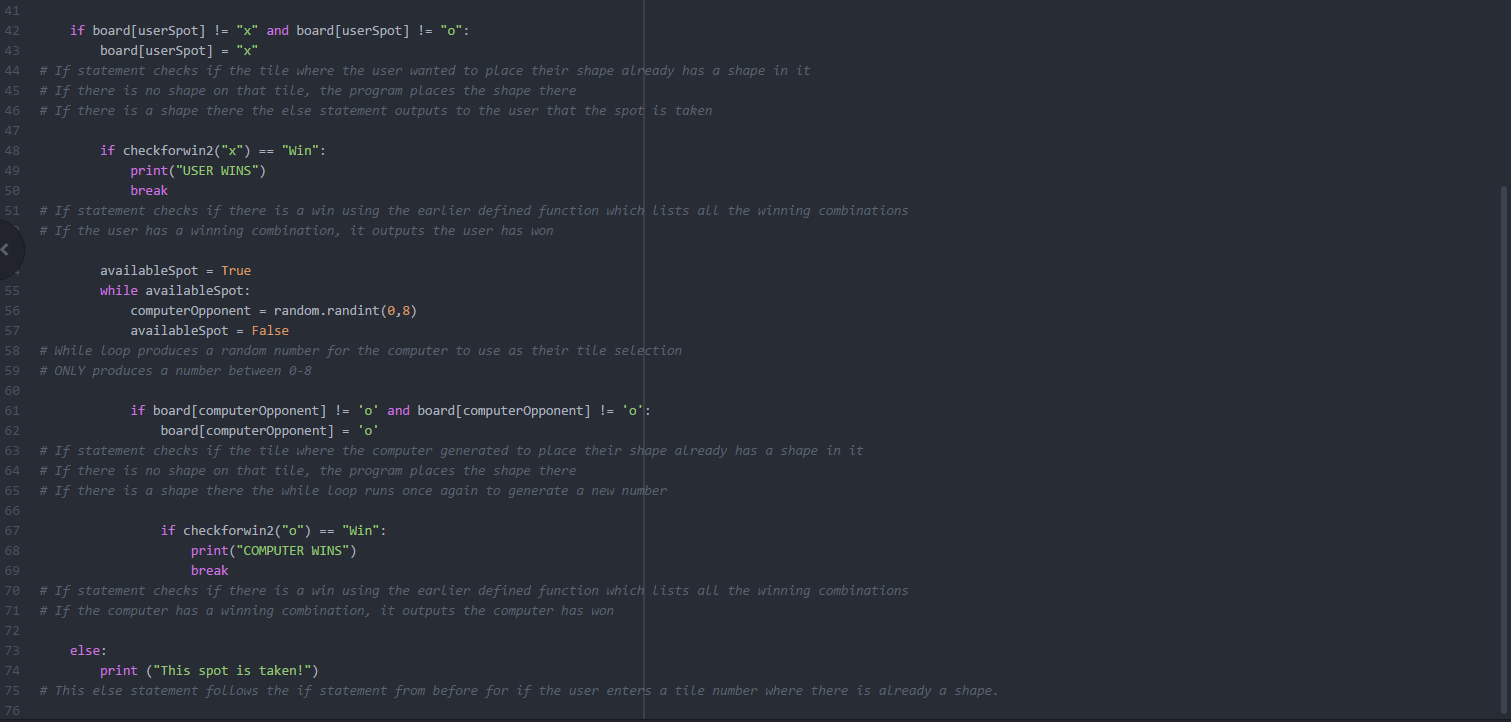 41
42 if board[userSpot] != "x" and board[userSpot] != "o":
43 board[userSpot] = "x"
44 # If statement checks if the tile where the user wanted to place their shape already has a shape in it
45 # If there is no shape on that tile, the program places the shape there
46 # If there is a shape there the else statement outputs to the user that the spot is taken
47
48 if checkforwin2("x") == "Win":
49 print("USER WINS")
50 break
51 # If statement checks if there is a win using the earlier defined function which lists all the winning combinations
# If the user has a winning combination, it outputs the user has won
availableSpot = True
55 while availableSpot:
56 computerOpponent = random.randint(0,8)
57 availableSpot = False
58 # While loop produces a random number for the computer to use as their tile selection
59 # ONLY produces a number between 0-8
60
61 if board[computerOpponent] != 'o' and board[computerOpponent] != 'o':
62 board[computerOpponent] = 'o'
63 # If statement checks if the tile where the computer generated to place their shape already has a shape in it
64 # If there is no shape on that tile, the program places the shape there
65 # If there is a shape there the while loop runs once again to generate a new number
66
67 if checkforwin2("o") == "Win":
68 print("COMPUTER WINS")
69 break
70 # If statement checks if there is a win using the earlier defined function which lists all the winning combinations
71 # If the computer has a winning combination, it outputs the computer has won
72
73 else:
74 print ("This spot is taken!")
75 # This else statement follows the if statement from before for if the user enters a tile number where there is already a shape.
76